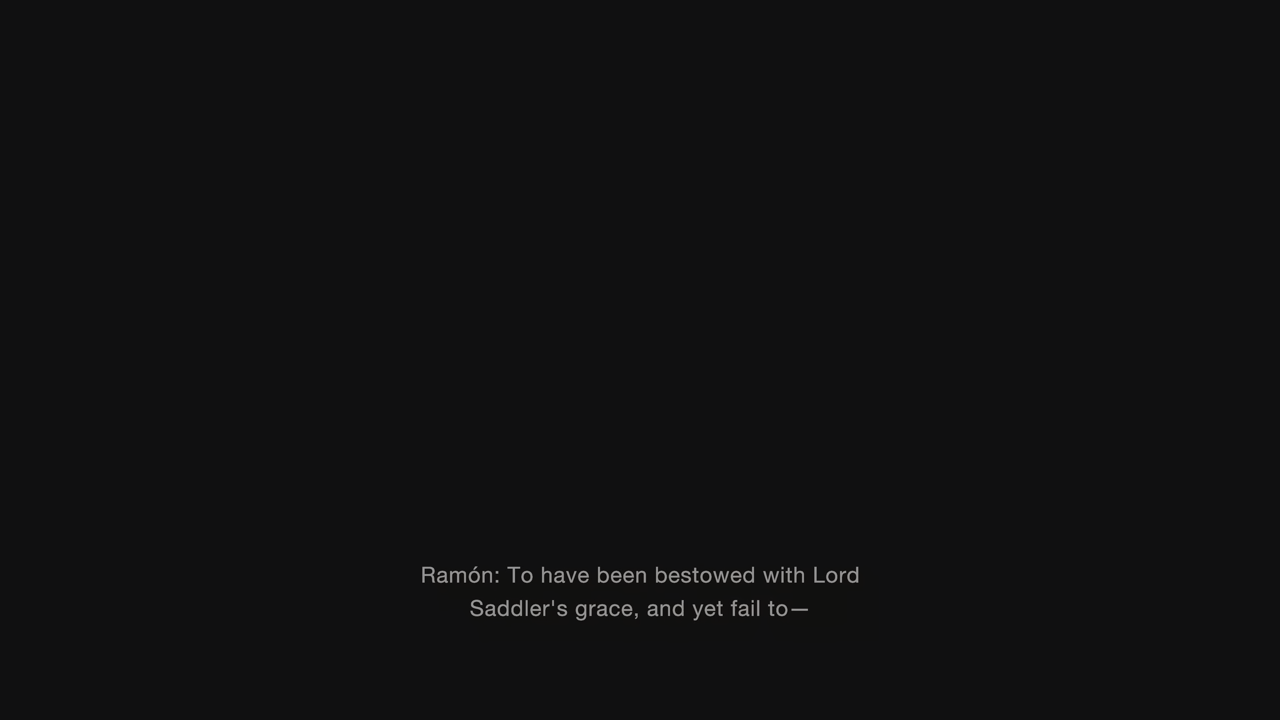 Ramón: To have been bestowed with Lord
Saddler's grace, and yet fail to—